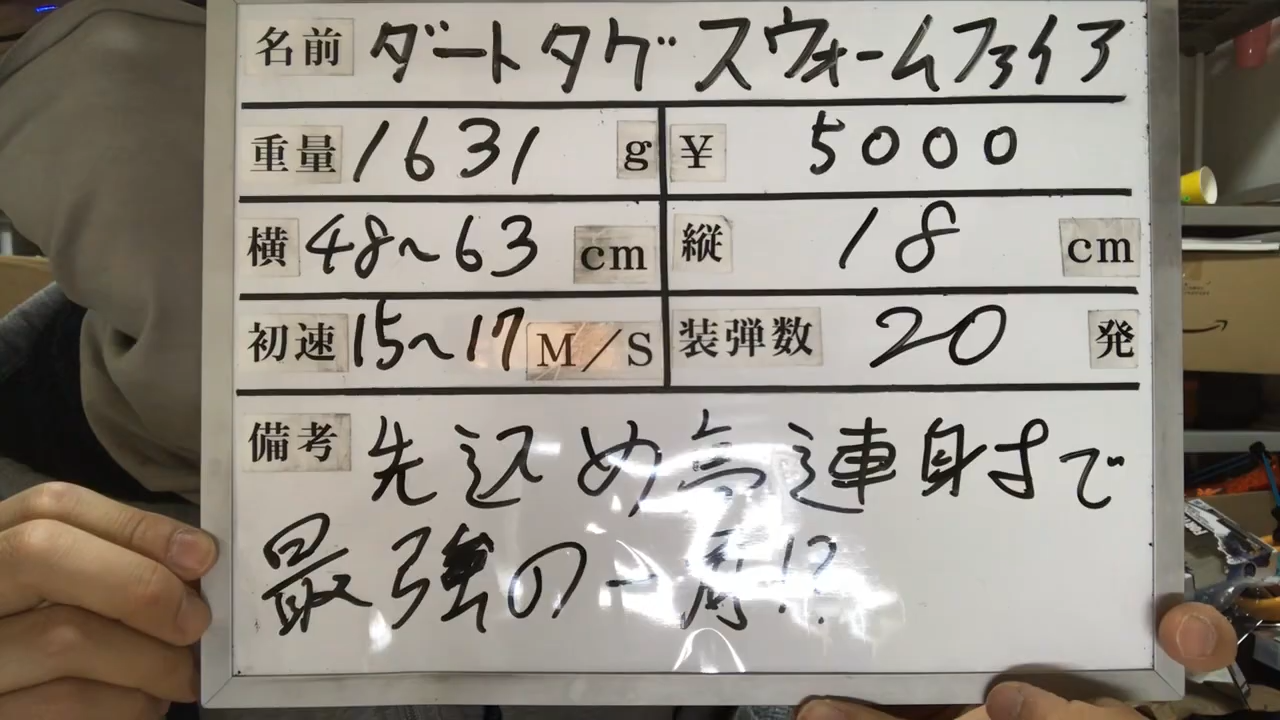 名前 ダートタグ スウォームファイア
重量 1631 g ¥ 5000
横 48~63 cm 縦 18 cm
初速 15~17 M/S 装弾数 20 発
備考 先込め高連射で
最強の一角!?